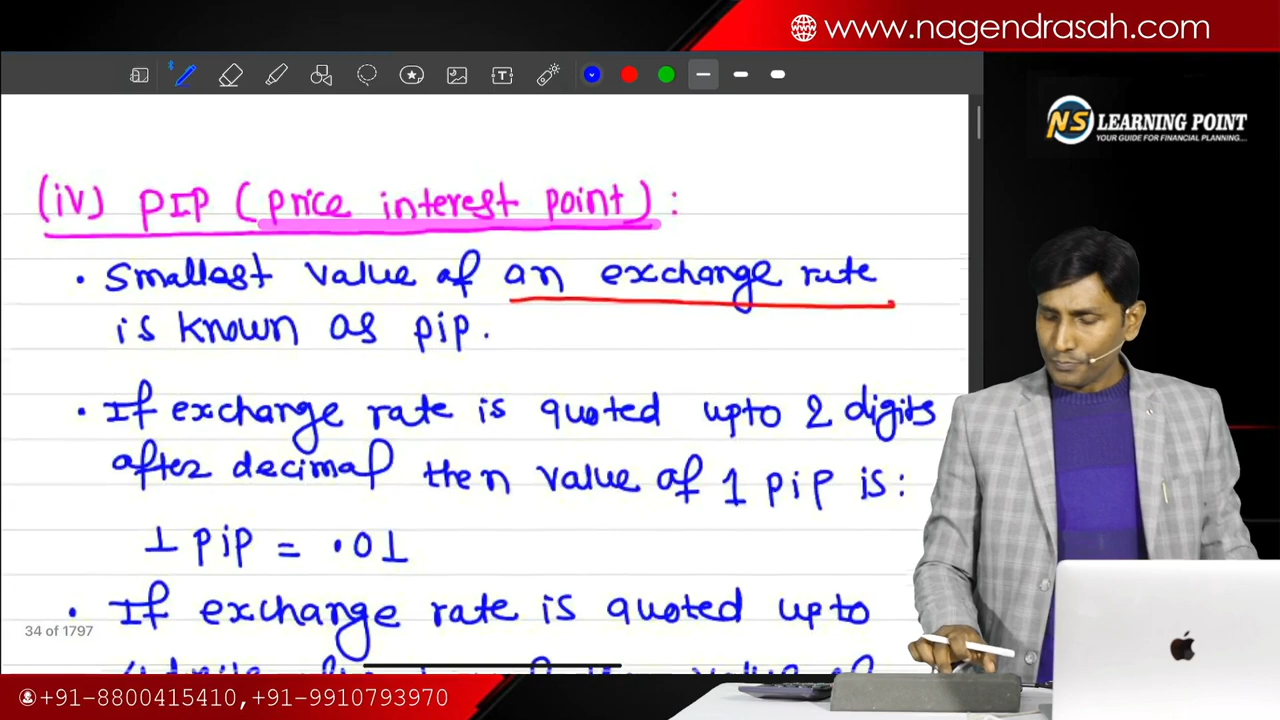 www.nagendrasah.com
NS LEARNING POINT
YOUR GUIDE FOR FINANCIAL PLANNING....
(iv) PIP (price interest point) :
• Smallest value of an exchange rate
is known as pip.
• If exchange rate is quoted upto 2 digits
after decimal then value of 1 pip is:
1 pip = .01
• If exchange rate is quoted upto
34 of 1797
+91-8800415410,+91-9910793970